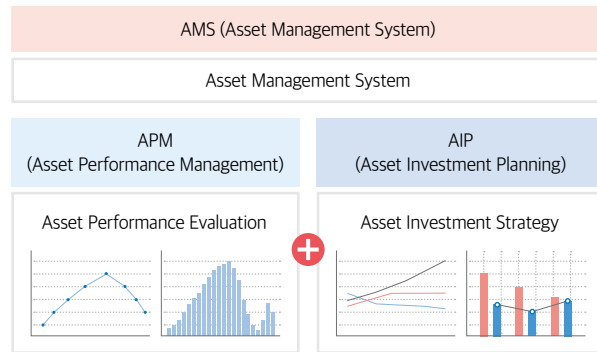 AMS (Asset Management System)
Asset Management System
APM
(Asset Performance Management)
Asset Performance Evaluation
AIP
(Asset Investment Planning)
Asset Investment Strategy